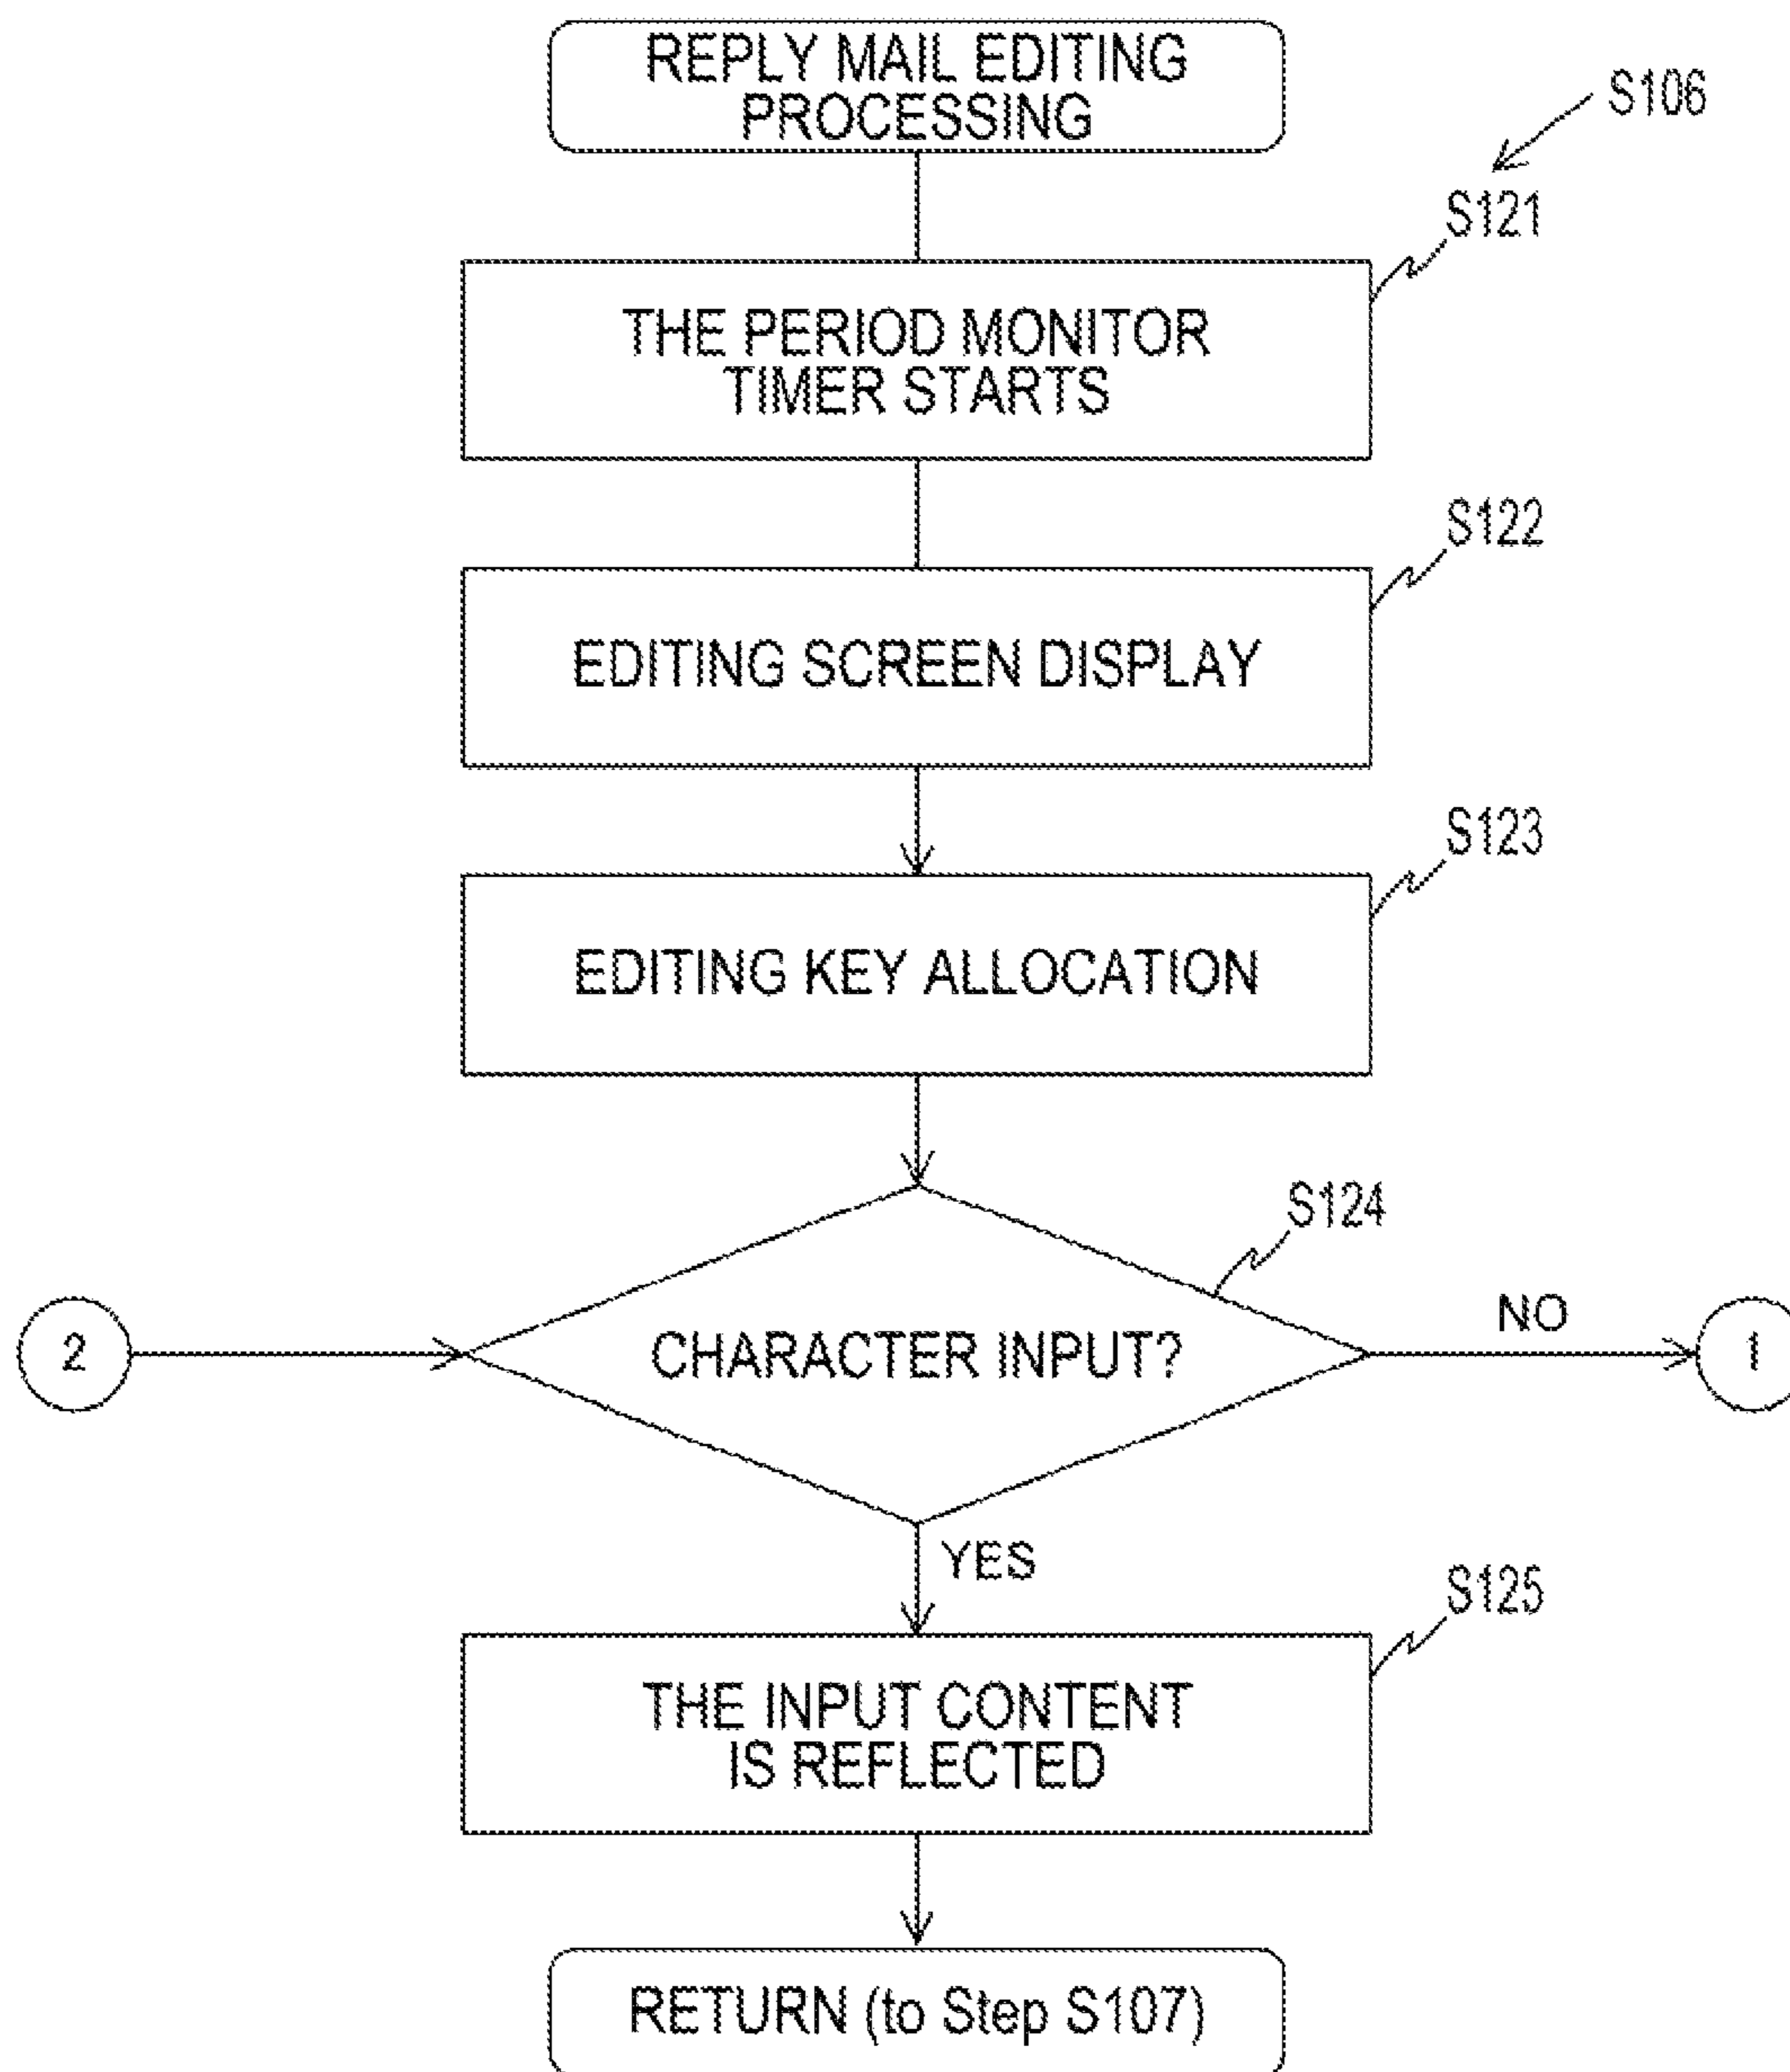 REPLY MAIL EDITING
PROCESSING
S106
S121
THE PERIOD MONITOR
TIMER STARTS
S122
EDITING SCREEN DISPLAY
S123
EDITING KEY ALLOCATION
S124
2
CHARACTER INPUT?
NO
1
YES
S125
THE INPUT CONTENT
IS REFLECTED
RETURN (to Step S107)